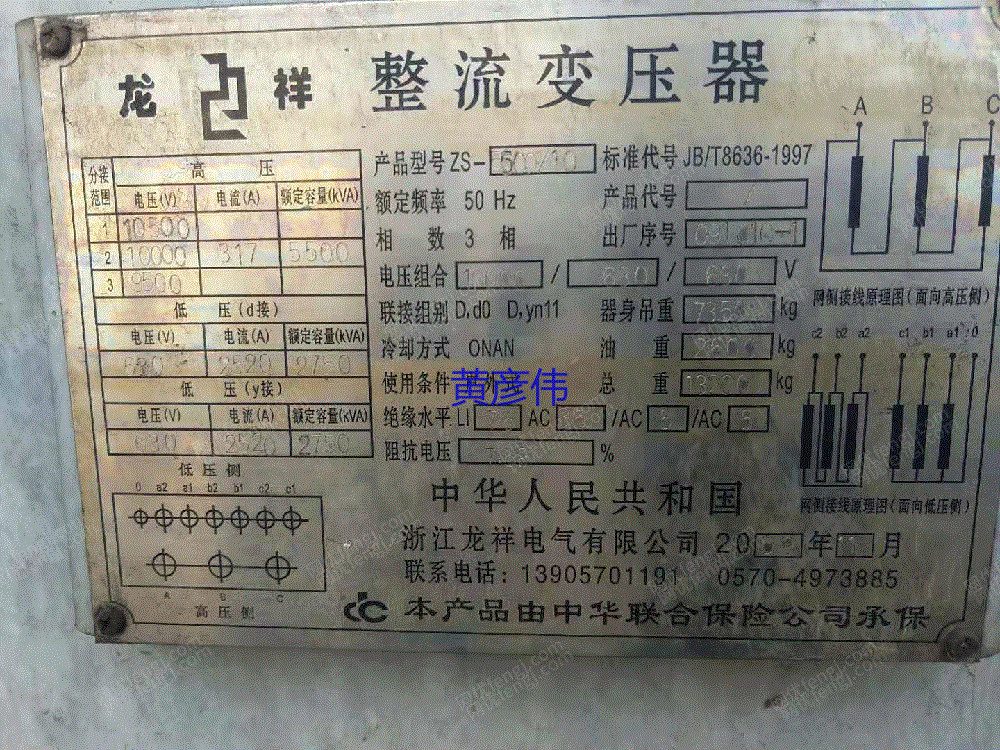 龙祥 整流变压器
分接范围 高压
电压(V) 电流(A) 额定容量(kVA)
1 10500
2 10000 317 5500
3 9500
低压(d接)
电压(V) 电流(A) 额定容量(kVA)
630 2520 2750
低压(y接)
电压(V) 电流(A) 额定容量(kVA)
630 2520 2750
低压侧
0 a2 a1 b2 b1 c2 c1
A B C
高压侧
产品型号 ZS- 标准代号 JB/T8636-1997
额定频率 50 Hz 产品代号
相数 3 相 出厂序号
电压组合 / 630 / V
联接组别 D,d0 D,yn11 器身吊重 kg
冷却方式 ONAN 油重 kg
使用条件 总重 kg
绝缘水平 LI AC /AC 5 /AC 5
阻抗电压 %
中华人民共和国
浙江龙祥电气有限公司 20 年 月
联系电话：13905701191 0570-4973885
本产品由中华联合保险公司承保
A B C
网侧接线原理图(面向高压侧)
c2 b2 a2 c1 b1 a1 0
网侧接线原理图(面向低压侧)
黄彦伟